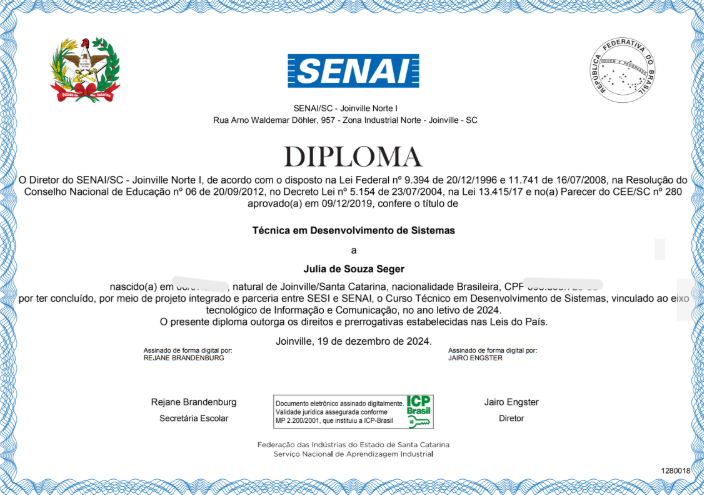 SENAI
REPÚBLICA FEDERATIVA DO BRASIL
SENAI/SC - Joinville Norte I
Rua Arno Waldemar Döhler, 957 - Zona Industrial Norte - Joinville - SC
DIPLOMA
O Diretor do SENAI/SC - Joinville Norte I, de acordo com o disposto na Lei Federal nº 9.394 de 20/12/1996 e 11.741 de 16/07/2008, na Resolução do
Conselho Nacional de Educação nº 06 de 20/09/2012, no Decreto Lei nº 5.154 de 23/07/2004, na Lei 13.415/17 e no(a) Parecer do CEE/SC nº 280
aprovado(a) em 09/12/2019, confere o título de
Técnica em Desenvolvimento de Sistemas
a
Julia de Souza Seger
nascido(a) em , natural de Joinville/Santa Catarina, nacionalidade Brasileira, CPF
por ter concluído, por meio de projeto integrado e parceria entre SESI e SENAI, o Curso Técnico em Desenvolvimento de Sistemas, vinculado ao eixo
tecnológico de Informação e Comunicação, no ano letivo de 2024.
O presente diploma outorga os direitos e prerrogativas estabelecidas nas Leis do País.
Joinville, 19 de dezembro de 2024.
Assinado de forma digital por:
REJANE BRANDENBURG
Assinado de forma digital por:
JAIRO ENGSTER
Rejane Brandenburg
Secretária Escolar
Documento eletrônico assinado digitalmente.
Validade jurídica assegurada conforme
MP 2.200/2001, que instituiu a ICP-Brasil
ICP
Brasil
Jairo Engster
Diretor
Federação das Indústrias do Estado de Santa Catarina
Serviço Nacional de Aprendizagem Industrial
1280018